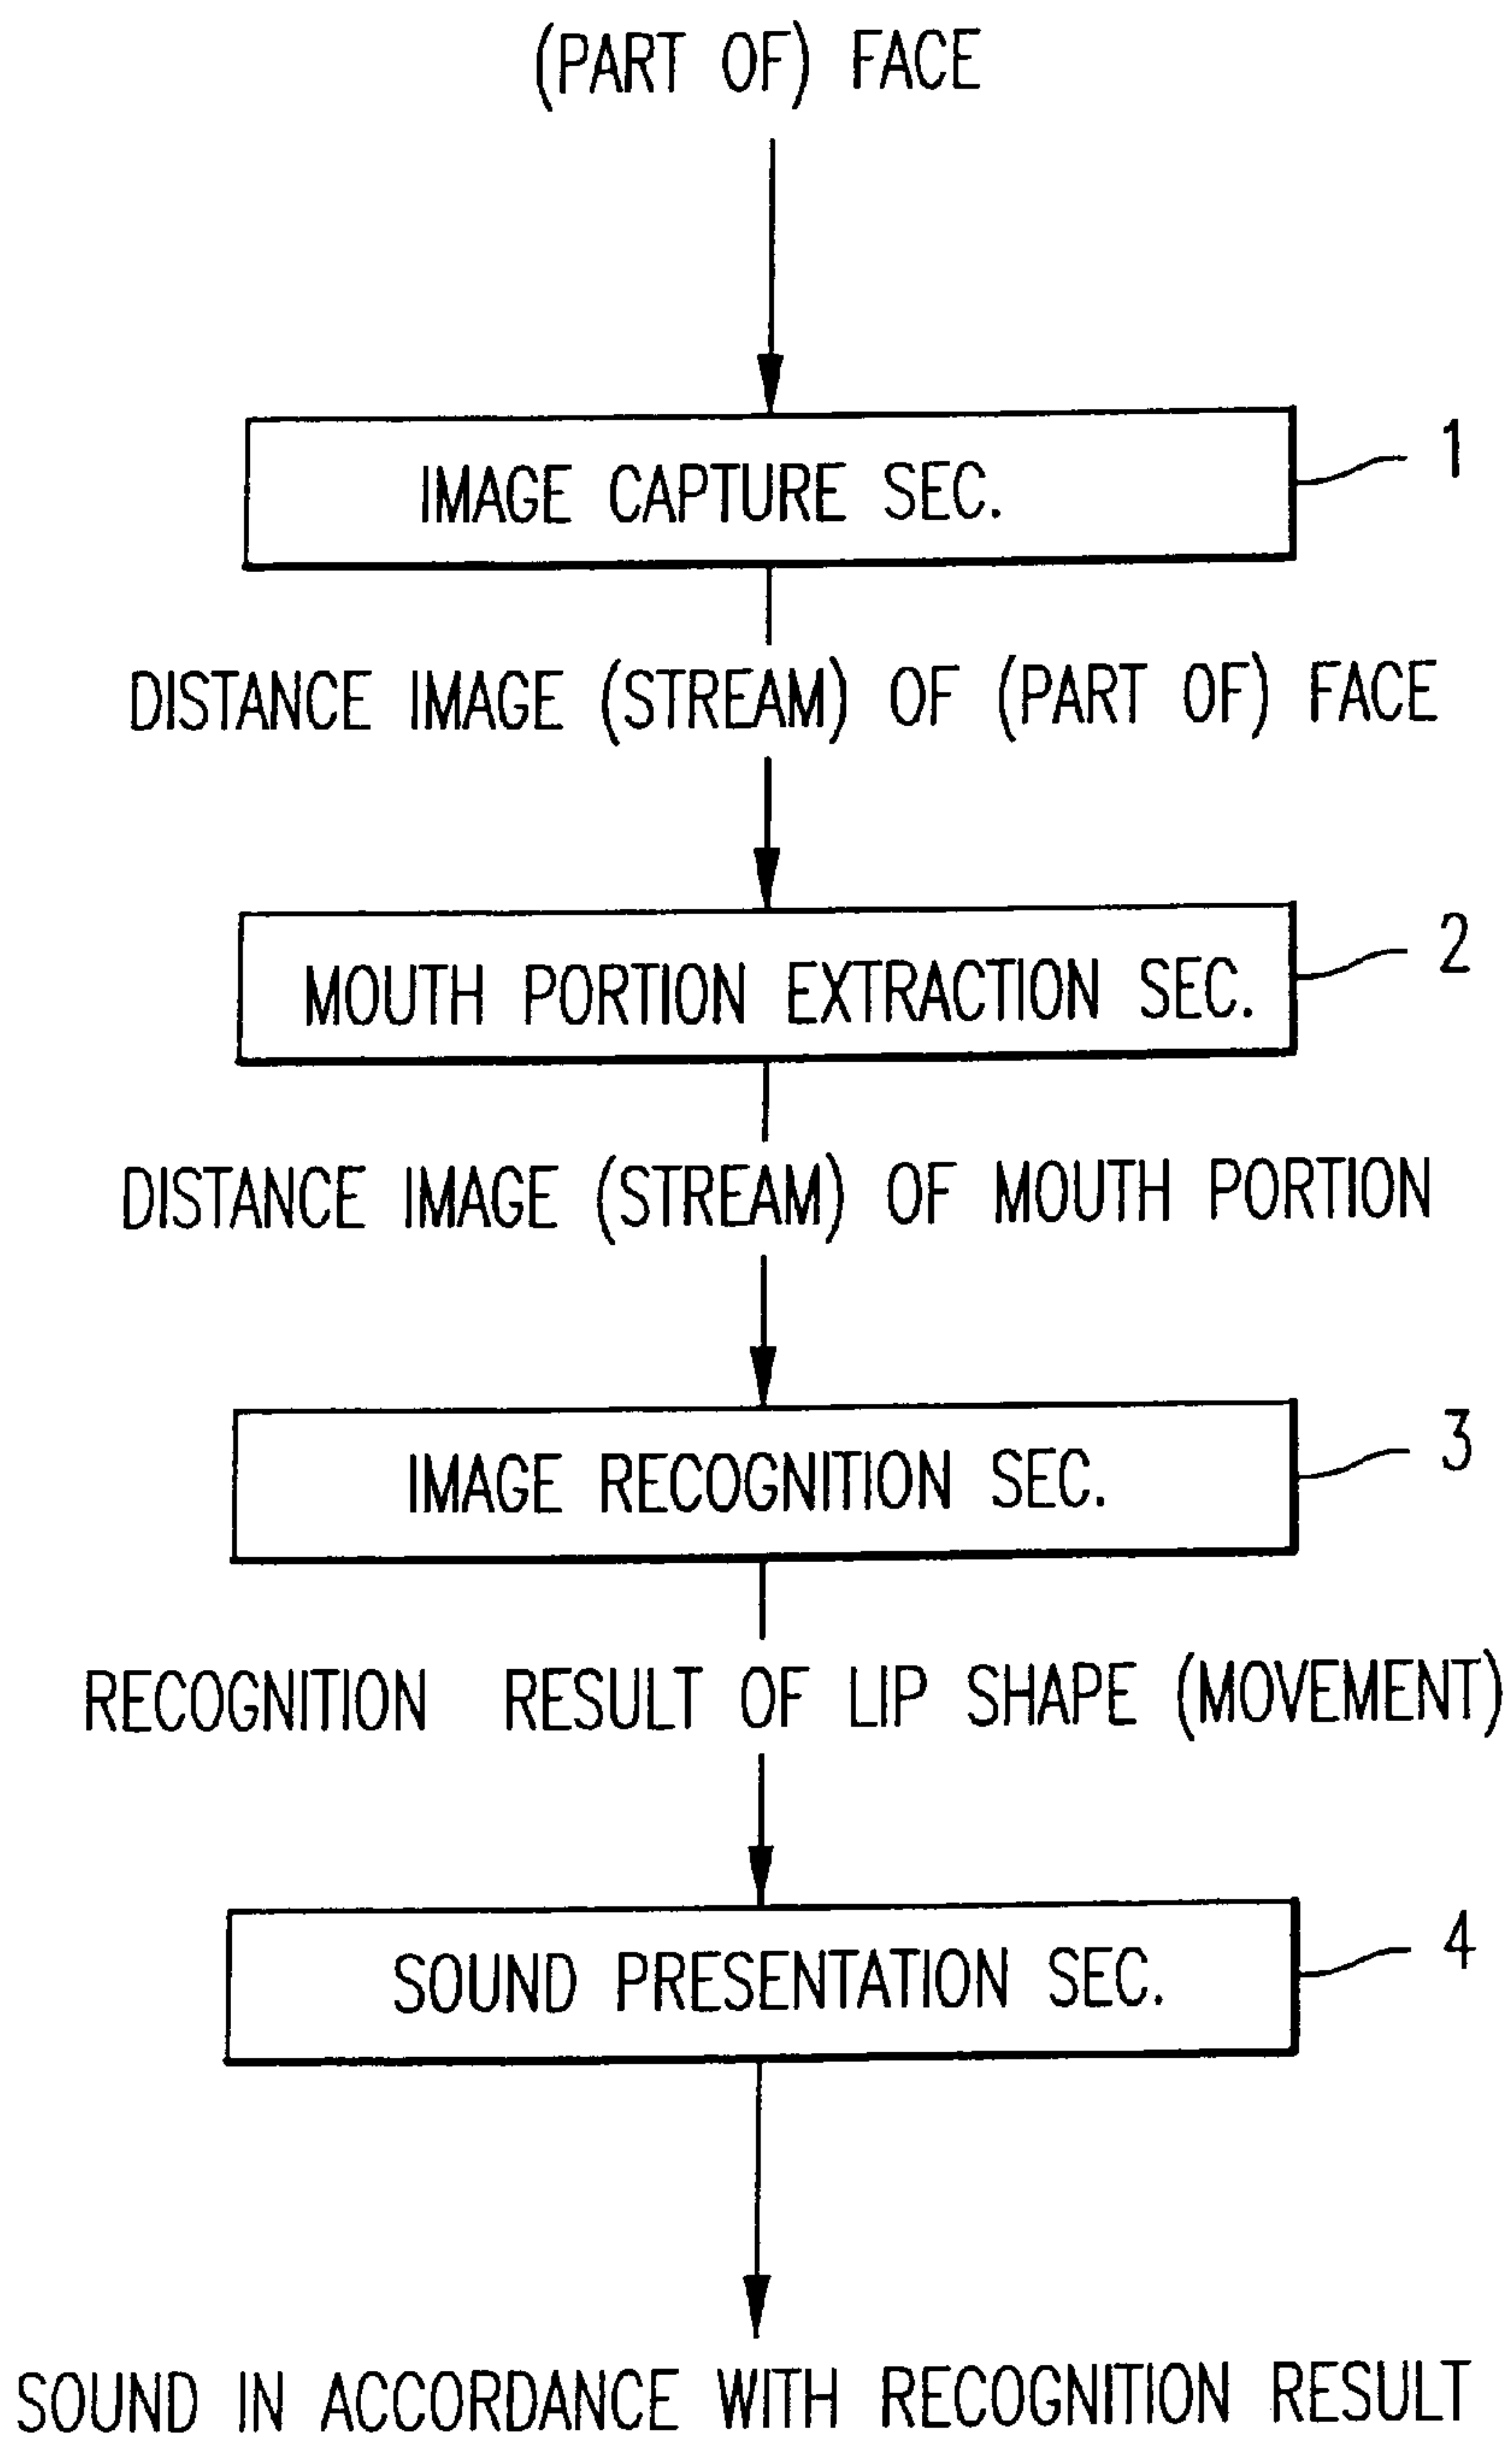 (PART OF) FACE
IMAGE CAPTURE SEC.
1
DISTANCE IMAGE (STREAM) OF (PART OF) FACE
MOUTH PORTION EXTRACTION SEC.
2
DISTANCE IMAGE (STREAM) OF MOUTH PORTION
IMAGE RECOGNITION SEC.
3
RECOGNITION RESULT OF LIP SHAPE (MOVEMENT)
SOUND PRESENTATION SEC.
4
SOUND IN ACCORDANCE WITH RECOGNITION RESULT